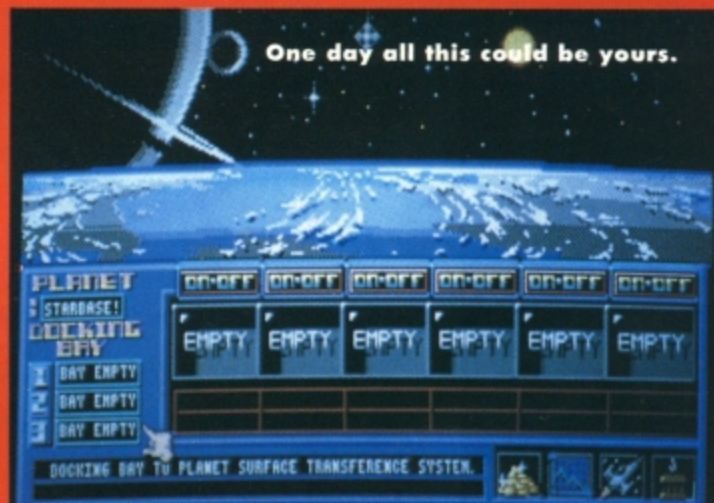 One day all this could be yours.
PLANET
STARBASE!
DOCKING
BAY
1 BAY EMPTY
2 BAY EMPTY
3 BAY EMPTY
ON·OFF ON·OFF ON·OFF ON·OFF ON·OFF ON·OFF
EMPTY EMPTY EMPTY EMPTY EMPTY EMPTY
DOCKING BAY TO PLANET SURFACE TRANSFERENCE SYSTEM.